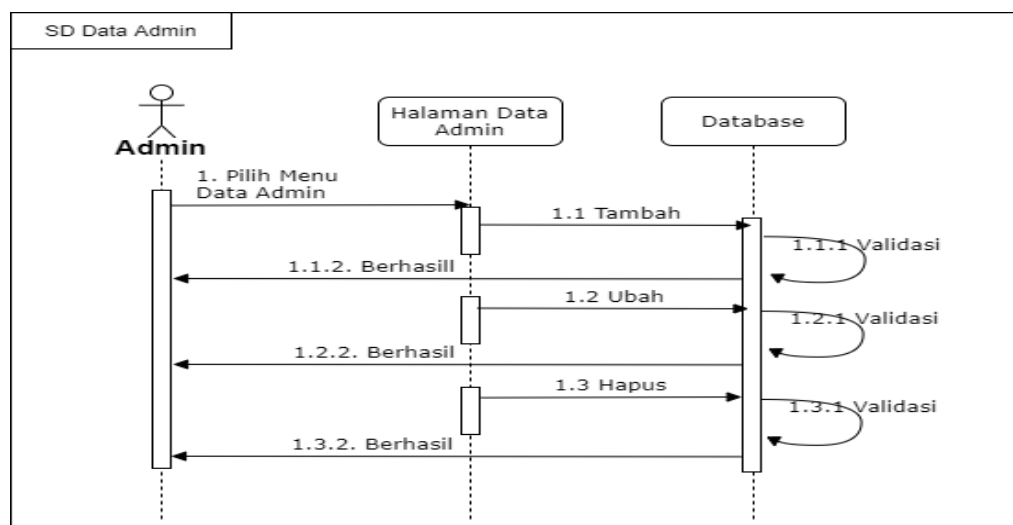 SD Data Admin
Halaman Data
Admin
Database
Admin
1. Pilih Menu
Data Admin
1.1 Tambah
1.1.1 Validasi
1.1.2. Berhasill
1.2 Ubah
1.2.1 Validasi
1.2.2. Berhasil
1.3 Hapus
1.3.1 Validasi
1.3.2. Berhasil